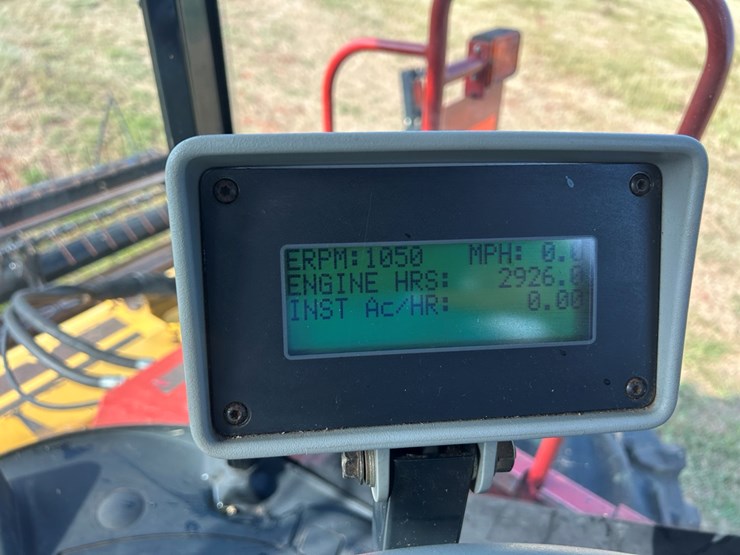 ERPM:1050 MPH: 0.0
ENGINE HRS: 2926.0
INST Ac/HR: 0.00